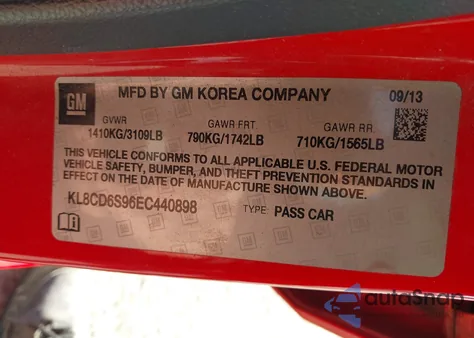 GM
MFD BY GM KOREA COMPANY
09/13
GVWR GAWR FRT GAWR RR
1410KG/3109LB 790KG/1742LB 710KG/1565LB
THIS VEHICLE CONFORMS TO ALL APPLICABLE U.S. FEDERAL MOTOR
VEHICLE SAFETY, BUMPER, AND THEFT PREVENTION STANDARDS IN
EFFECT ON THE DATE OF MANUFACTURE SHOWN ABOVE.
KL8CD6S96EC440898 TYPE: PASS CAR
autoSnap